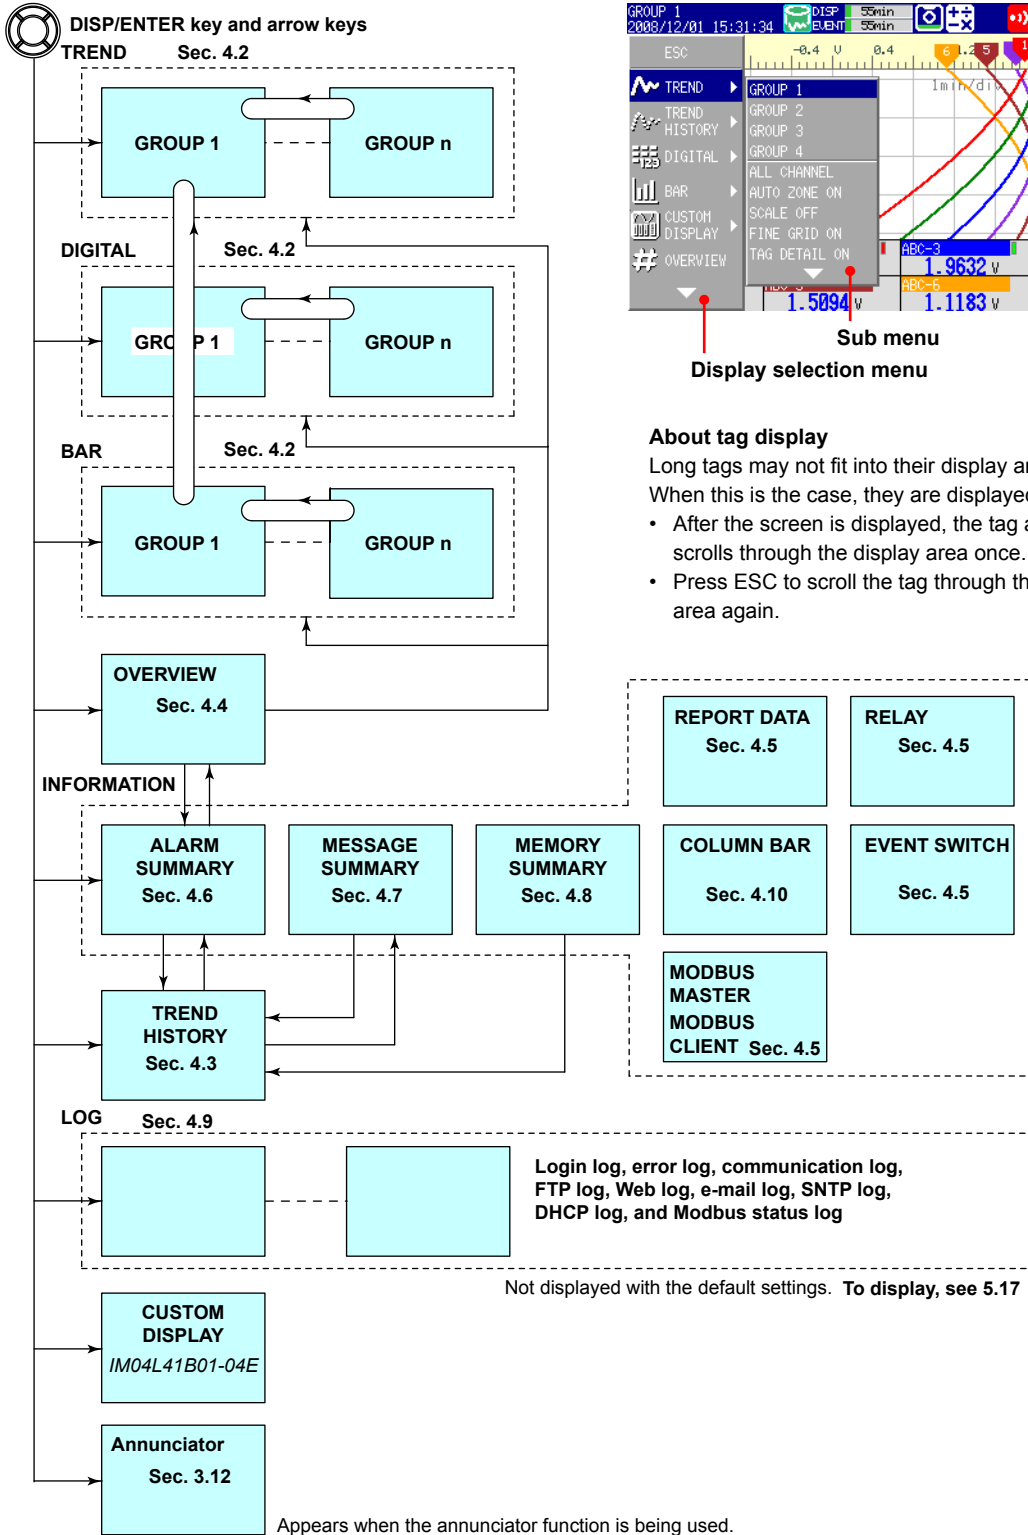 DISP/ENTER key and arrow keys
TREND Sec. 4.2
GROUP 1
GROUP n
DIGITAL Sec. 4.2
GROUP n
BAR Sec. 4.2
GROUP 1
GROUP n
OVERVIEW
Sec. 4.4
INFORMATION
ALARM
SUMMARY
Sec. 4.6
MESSAGE
SUMMARY
Sec. 4.7
MEMORY
SUMMARY
Sec. 4.8
REPORT DATA
Sec. 4.5
RELAY
Sec. 4.5
COLUMN BAR
Sec. 4.10
EVENT SWITCH
Sec. 4.5
MODBUS
MASTER
MODBUS
CLIENT Sec. 4.5
TREND
HISTORY
Sec. 4.3
LOG Sec. 4.9
Login log, error log, communication log,
FTP log, Web log, e-mail log, SNTP log,
DHCP log, and Modbus status log
Not displayed with the default settings. To display, see 5.17
CUSTOM
DISPLAY
IM04L41B01-04E
Annunciator
Sec. 3.12
Appears when the annunciator function is being used.
GROUP 1
2008/12/01 15:31:34
DISP 55min
EVENT 55min
ESC
-0.4 V 0.4 6 1.2 5 1
1min/div
TREND
TREND
HISTORY
DIGITAL
BAR
CUSTOM
DISPLAY
OVERVIEW
GROUP 1
GROUP 2
GROUP 3
GROUP 4
ALL CHANNEL
AUTO ZONE ON
SCALE OFF
FINE GRID ON
TAG DETAIL ON
ABC-3
1.9632 V
ABC-6
1.5094 V
1.1183 V
Sub menu
Display selection menu
About tag display
Long tags may not fit into their display
When this is the case, they are displayed
• After the screen is displayed, the tag
scrolls through the display area once.
• Press ESC to scroll the tag through
area again.